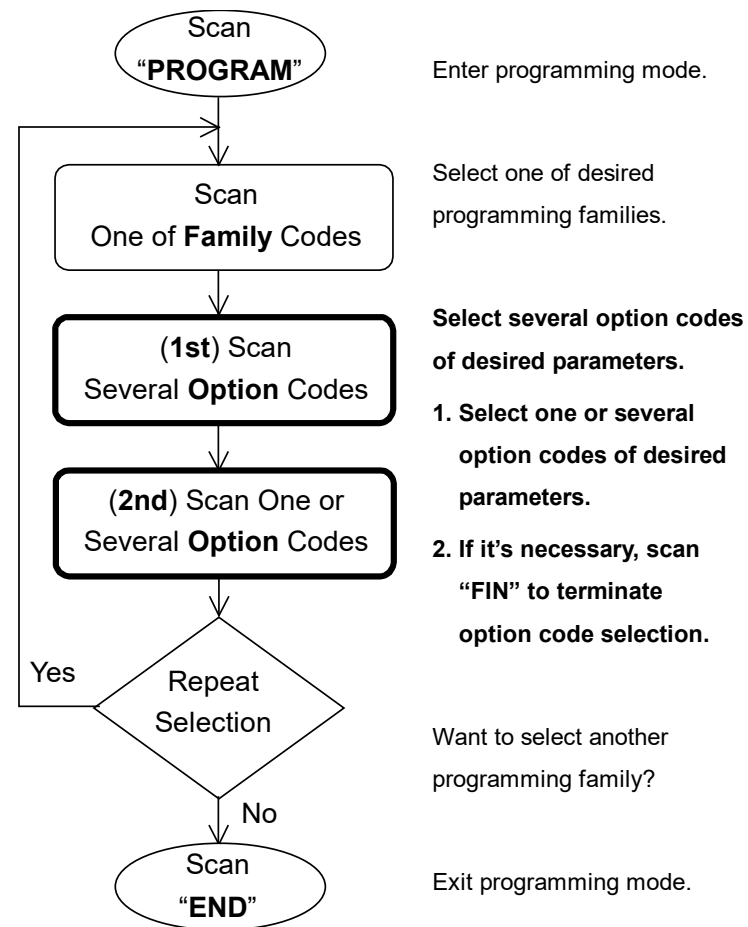 Scan
“PROGRAM”
Enter programming mode.
Scan
One of Family Codes
Select one of desired
programming families.
(1st) Scan
Several Option Codes
Select several option codes
of desired parameters.
1. Select one or several
option codes of desired
parameters.
(2nd) Scan One or
Several Option Codes
2. If it’s necessary, scan
“FIN” to terminate
option code selection.
Yes
Repeat
Selection
Want to select another
programming family?
No
Scan
“END”
Exit programming mode.